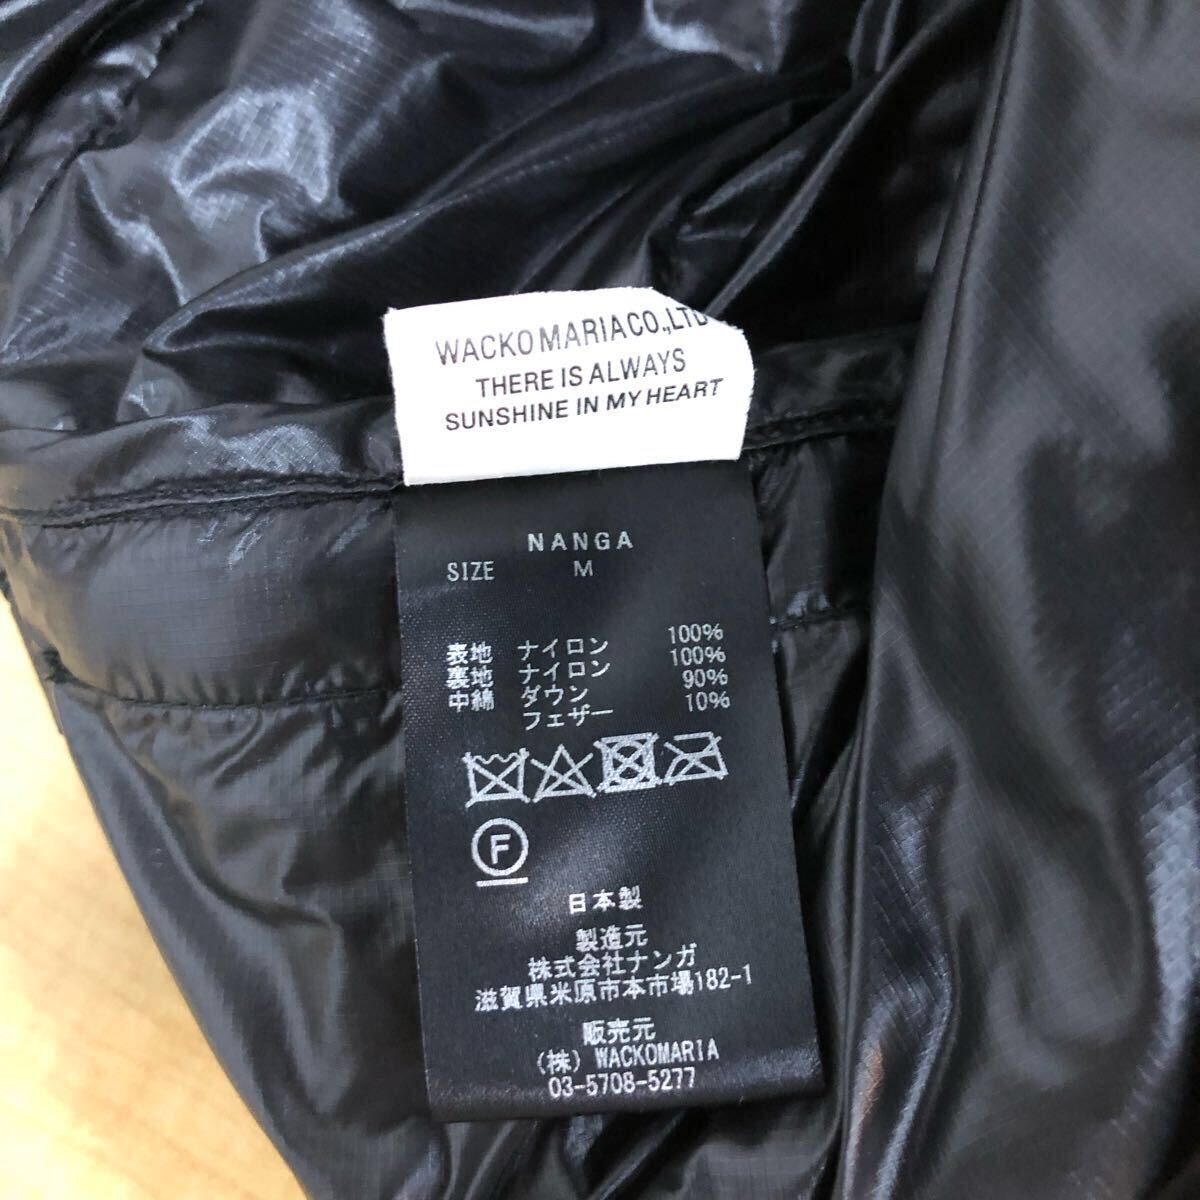 WACKO MARIA CO.,LTD
THERE IS ALWAYS
SUNSHINE IN MY HEART
NANGA
SIZE M
表地 ナイロン 100%
裏地 ナイロン 100%
中綿 ダウン 90%
フェザー 10%
F
日本製
製造元
株式会社ナンガ
滋賀県米原市本市場182-1
販売元
(株) WACKOMARIA
03-5708-5277